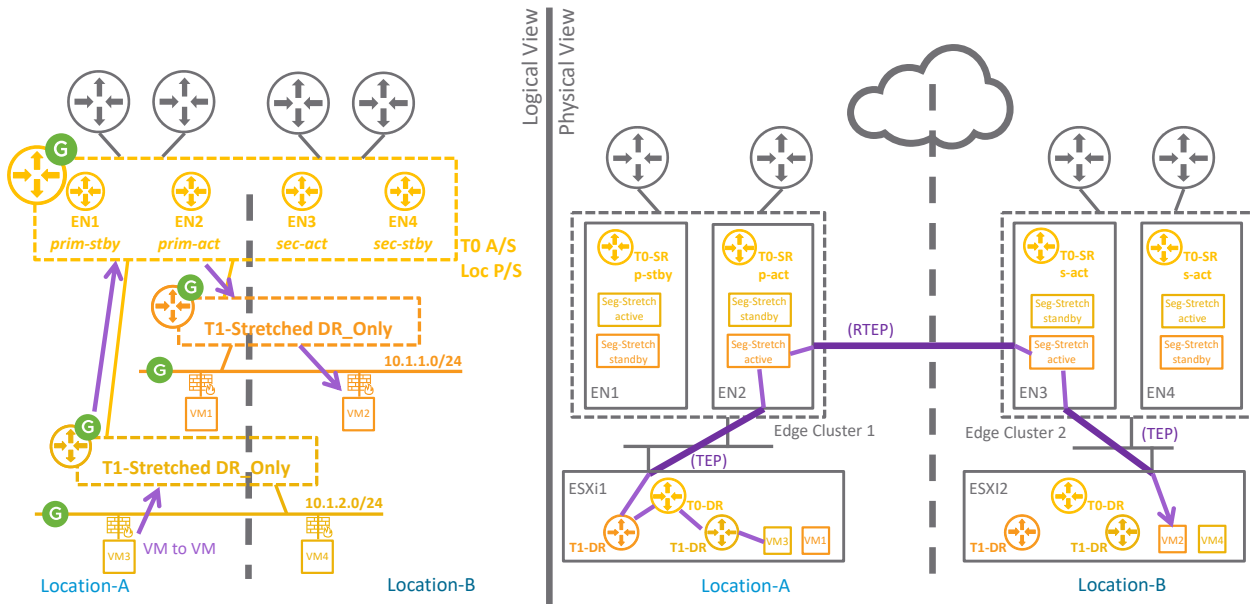 Logical View
Physical View
G
EN1
EN2
EN3
EN4
prim-stby
prim-act
sec-act
sec-stby
T0 A/S
Loc P/S
G
T1-Stretched DR_Only
10.1.1.0/24
G
VM1
VM2
G
T1-Stretched DR_Only
10.1.2.0/24
G
VM3
VM to VM
VM4
Location-A
Location-B
T0-SR
p-stby
Seg-Stretch
active
Seg-Stretch
standby
EN1
T0-SR
p-act
Seg-Stretch
standby
Seg-Stretch
active
EN2
(RTEP)
T0-SR
s-act
Seg-Stretch
standby
Seg-Stretch
active
EN3
T0-SR
s-act
Seg-Stretch
active
Seg-Stretch
standby
EN4
Edge Cluster 1
Edge Cluster 2
(TEP)
(TEP)
ESXi1
T0-DR
T1-DR
T1-DR
VM3
VM1
ESXI2
T0-DR
T1-DR
T1-DR
VM2
VM4
Location-A
Location-B